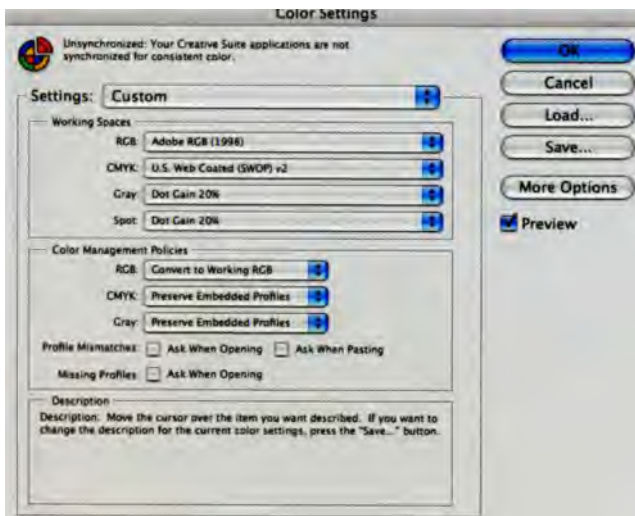 Color Settings
Unsynchronized: Your Creative Suite applications are not
synchronized for consistent color.
OK
Cancel
Load...
Save...
More Options
Preview
Settings: Custom
Working Spaces
RGB: Adobe RGB (1998)
CMYK: U.S. Web Coated (SWOP) v2
Gray: Dot Gain 20%
Spot: Dot Gain 20%
Color Management Policies
RGB: Convert to Working RGB
CMYK: Preserve Embedded Profiles
Gray: Preserve Embedded Profiles
Profile Mismatches: Ask When Opening Ask When Pasting
Missing Profiles: Ask When Opening
Description
Description: Move the cursor over the item you want described. If you want to
change the description for the current color settings, press the "Save..." button.